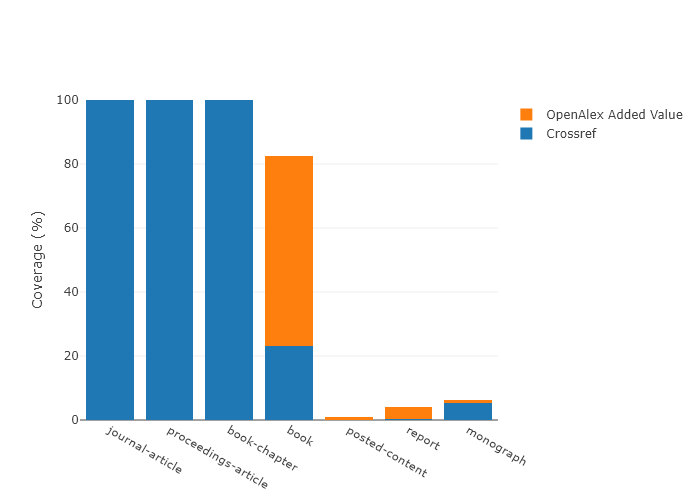 100
80
60
40
20
0
Coverage (%)
journal-article
proceedings-article
book-chapter
book
posted-content
report
monograph
OpenAlex Added Value
Crossref